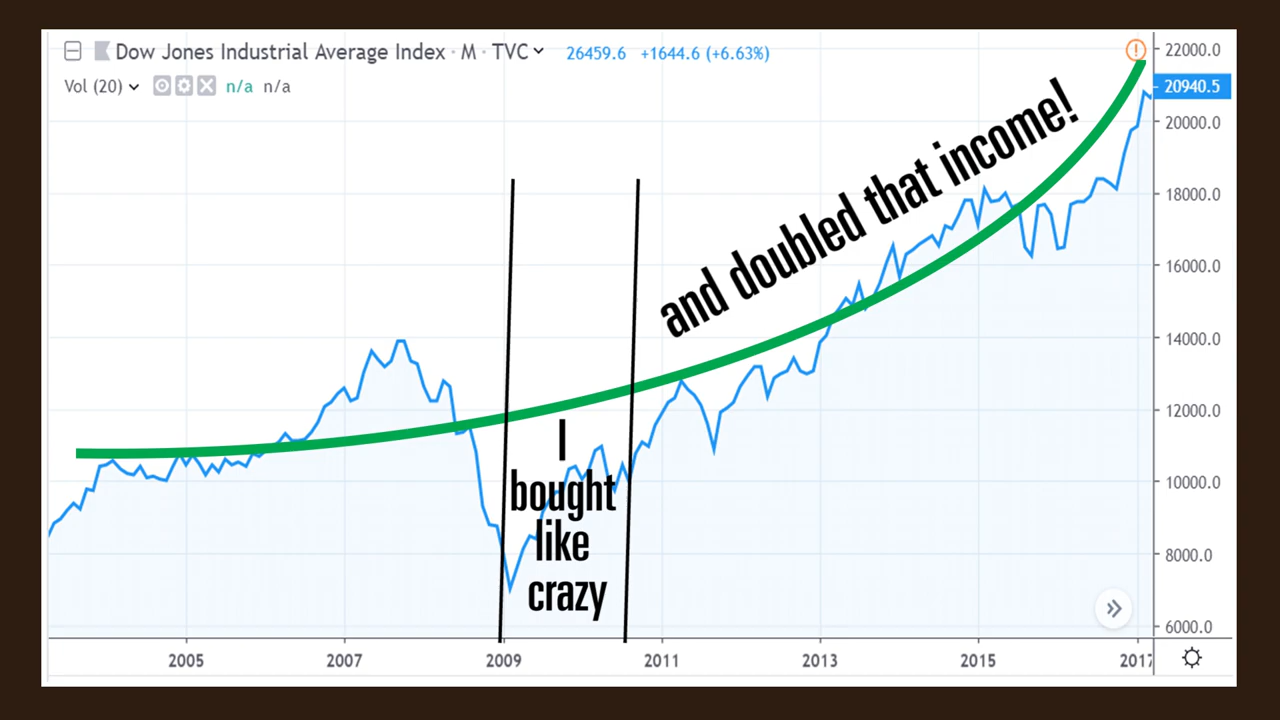 Dow Jones Industrial Average Index · M · TVC 26459.6 +1644.6 (+6.63%)
Vol (20) n/a n/a
22000.0
20940.5
20000.0
18000.0
16000.0
14000.0
12000.0
10000.0
8000.0
6000.0
and doubled that income!
I
bought
like
crazy
2005 2007 2009 2011 2013 2015 2017